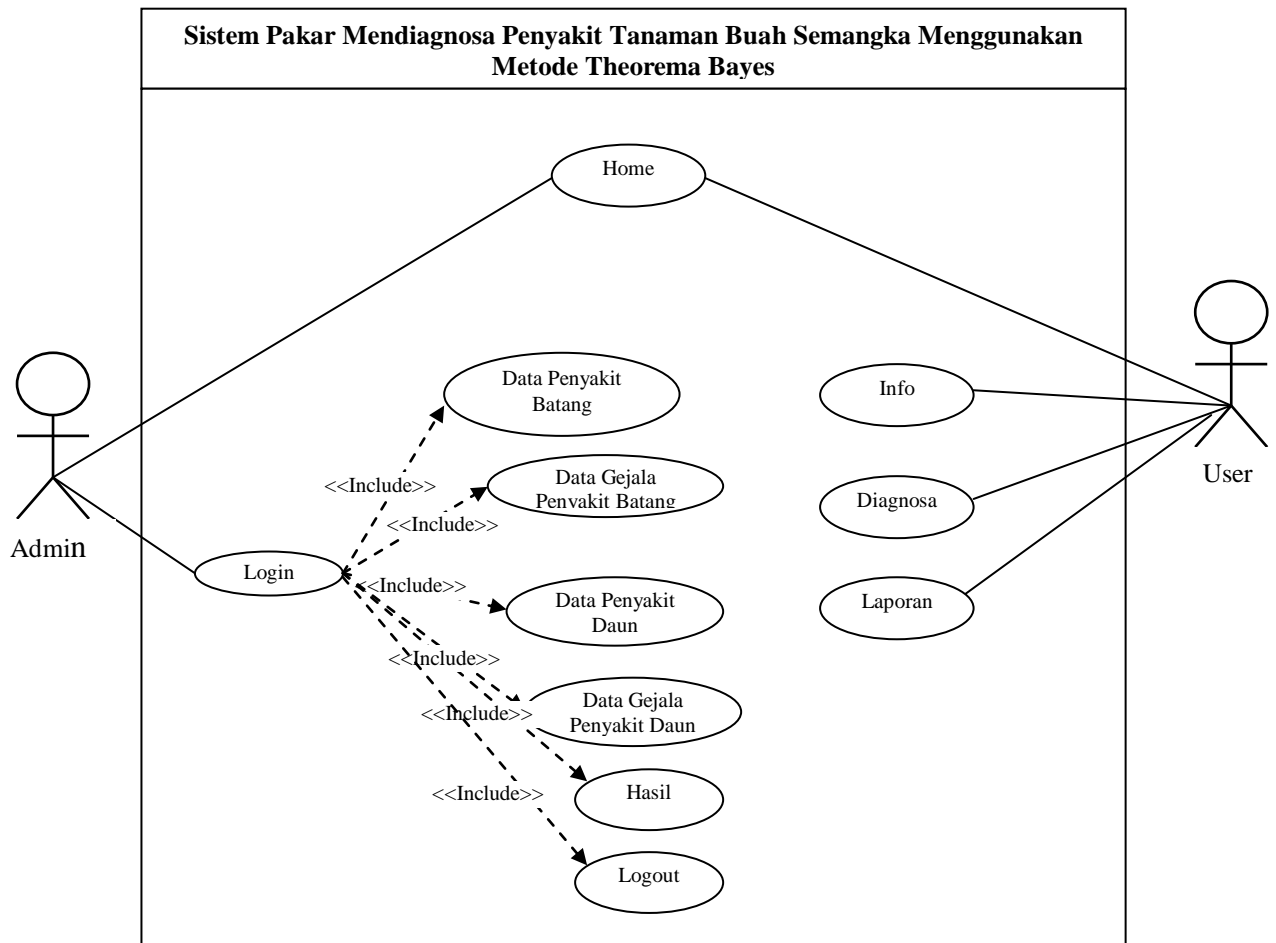 Sistem Pakar Mendiagnosa Penyakit Tanaman Buah Semangka Menggunakan
Metode Theorema Bayes
Home
Data Penyakit
Batang
Info
<<Include>>
Data Gejala
Penyakit Batang
User
Diagnosa
<<Include>>
Admin
Login
<<Include>>
Data Penyakit
Daun
Laporan
<<Include>>
Data Gejala
Penyakit Daun
<<Include>>
<<Include>>
Hasil
Logout